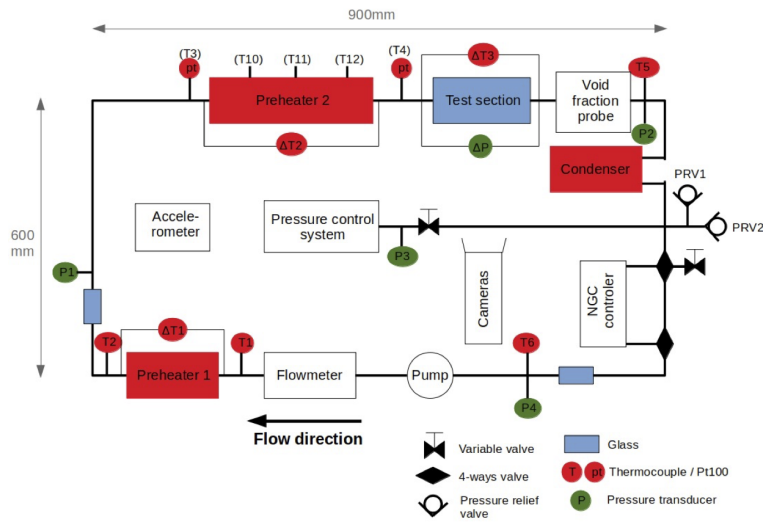 900mm
(T3)
(T10)
(T11)
(T12)
(T4)
ΔT3
pt
pt
T5
Preheater 2
Test section
Void
fraction
probe
ΔT2
ΔP
P2
Condenser
PRV1
600
mm
Accele-
rometer
Pressure control
system
PRV2
P3
P1
Cameras
NGC
controler
T2
ΔT1
T1
T6
Preheater 1
Flowmeter
Pump
P4
Flow direction
Variable valve
Glass
4-ways valve
T
pt
Thermocouple / Pt100
Pressure relief
valve
P
Pressure transducer